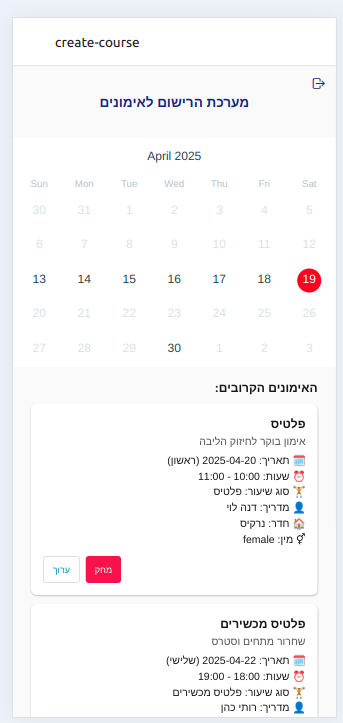 create-course
מערכת הרישום לאימונים
April 2025
Sun Mon Tue Wed Thu Fri Sat
30 31 1 2 3 4 5
6 7 8 9 10 11 12
13 14 15 16 17 18 19
20 21 22 23 24 25 26
27 28 29 30 1 2 3
האימונים הקרובים:
פלטיס
אימון בוקר לחיזוק הליבה
🗓️ תאריך: 2025-04-20 (ראשון)
⏰ שעות: 10:00 - 11:00
🏋️ סוג שיעור: פלטיס
👤 מדריך: דנה לוי
🏠 חדר: נרקיס
⚥ מין: female
מחק
ערוך
פלטיס מכשירים
שחרור מתחים וסטרס
🗓️ תאריך: 2025-04-22 (שלישי)
⏰ שעות: 18:00 - 19:00
🏋️ סוג שיעור: פלטיס מכשירים
👤 מדריך: רותי כהן